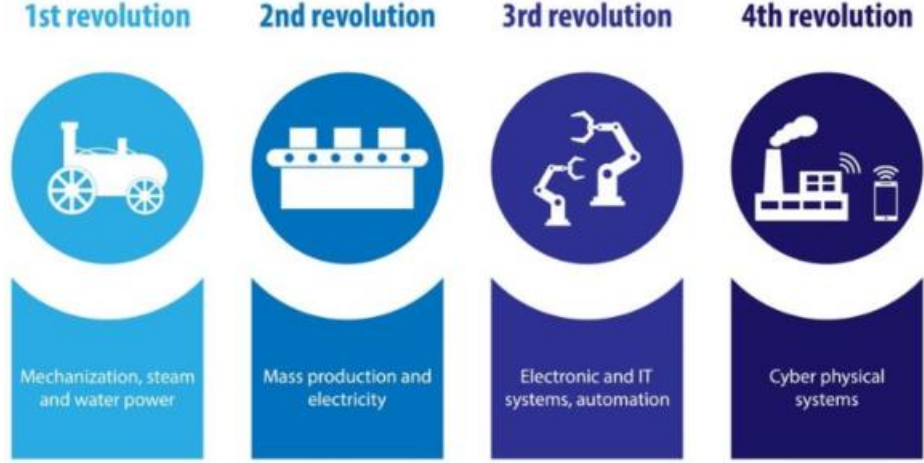 1st revolution
2nd revolution
3rd revolution
4th revolution
Mechanization, steam
and water power
Mass production and
electricity
Electronic and IT
systems, automation
Cyber physical
systems